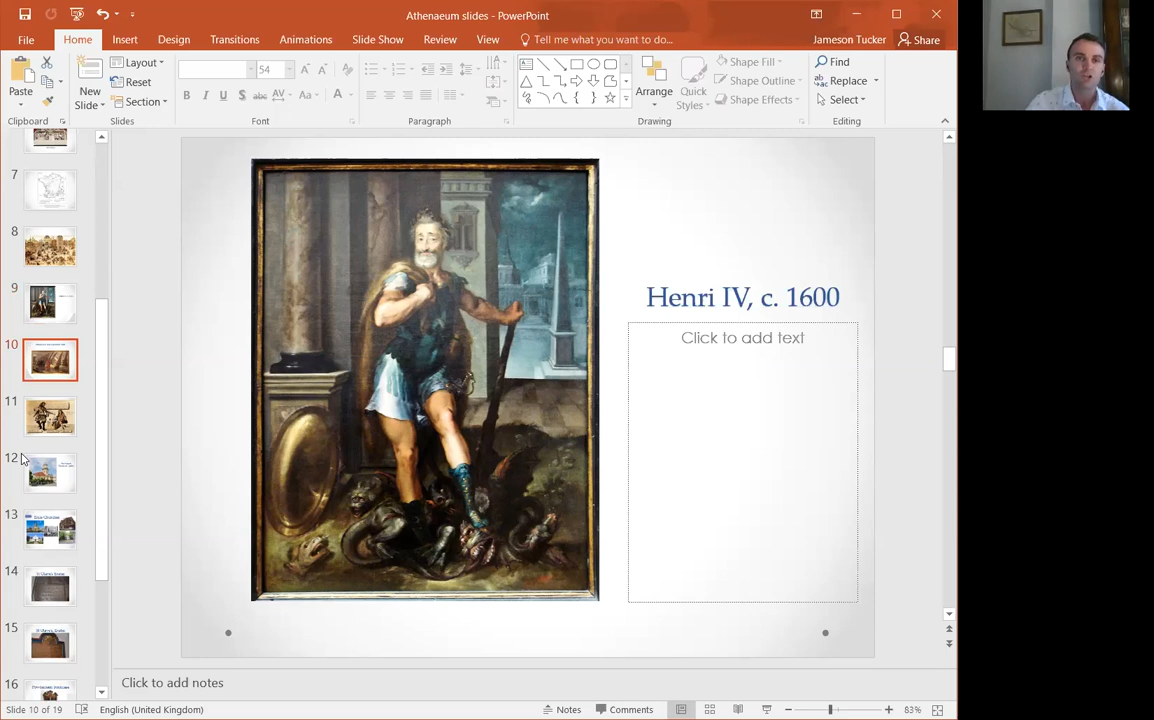 Athenaeum slides - PowerPoint
File
Home
Insert
Design
Transitions
Animations
Slide Show
Review
View
Tell me what you want to do...
Jameson Tucker
Share
Paste
New
Slide
Layout
Reset
Section
54
Arrange
Quick
Styles
Shape Fill
Shape Outline
Shape Effects
Find
Replace
Select
Clipboard
Slides
Font
Paragraph
Drawing
Editing
7
8
9
10
11
12
13
14
15
16
Henri IV, c. 1600
Click to add text
Click to add notes
Slide 10 of 19
English (United Kingdom)
Notes
Comments
83%